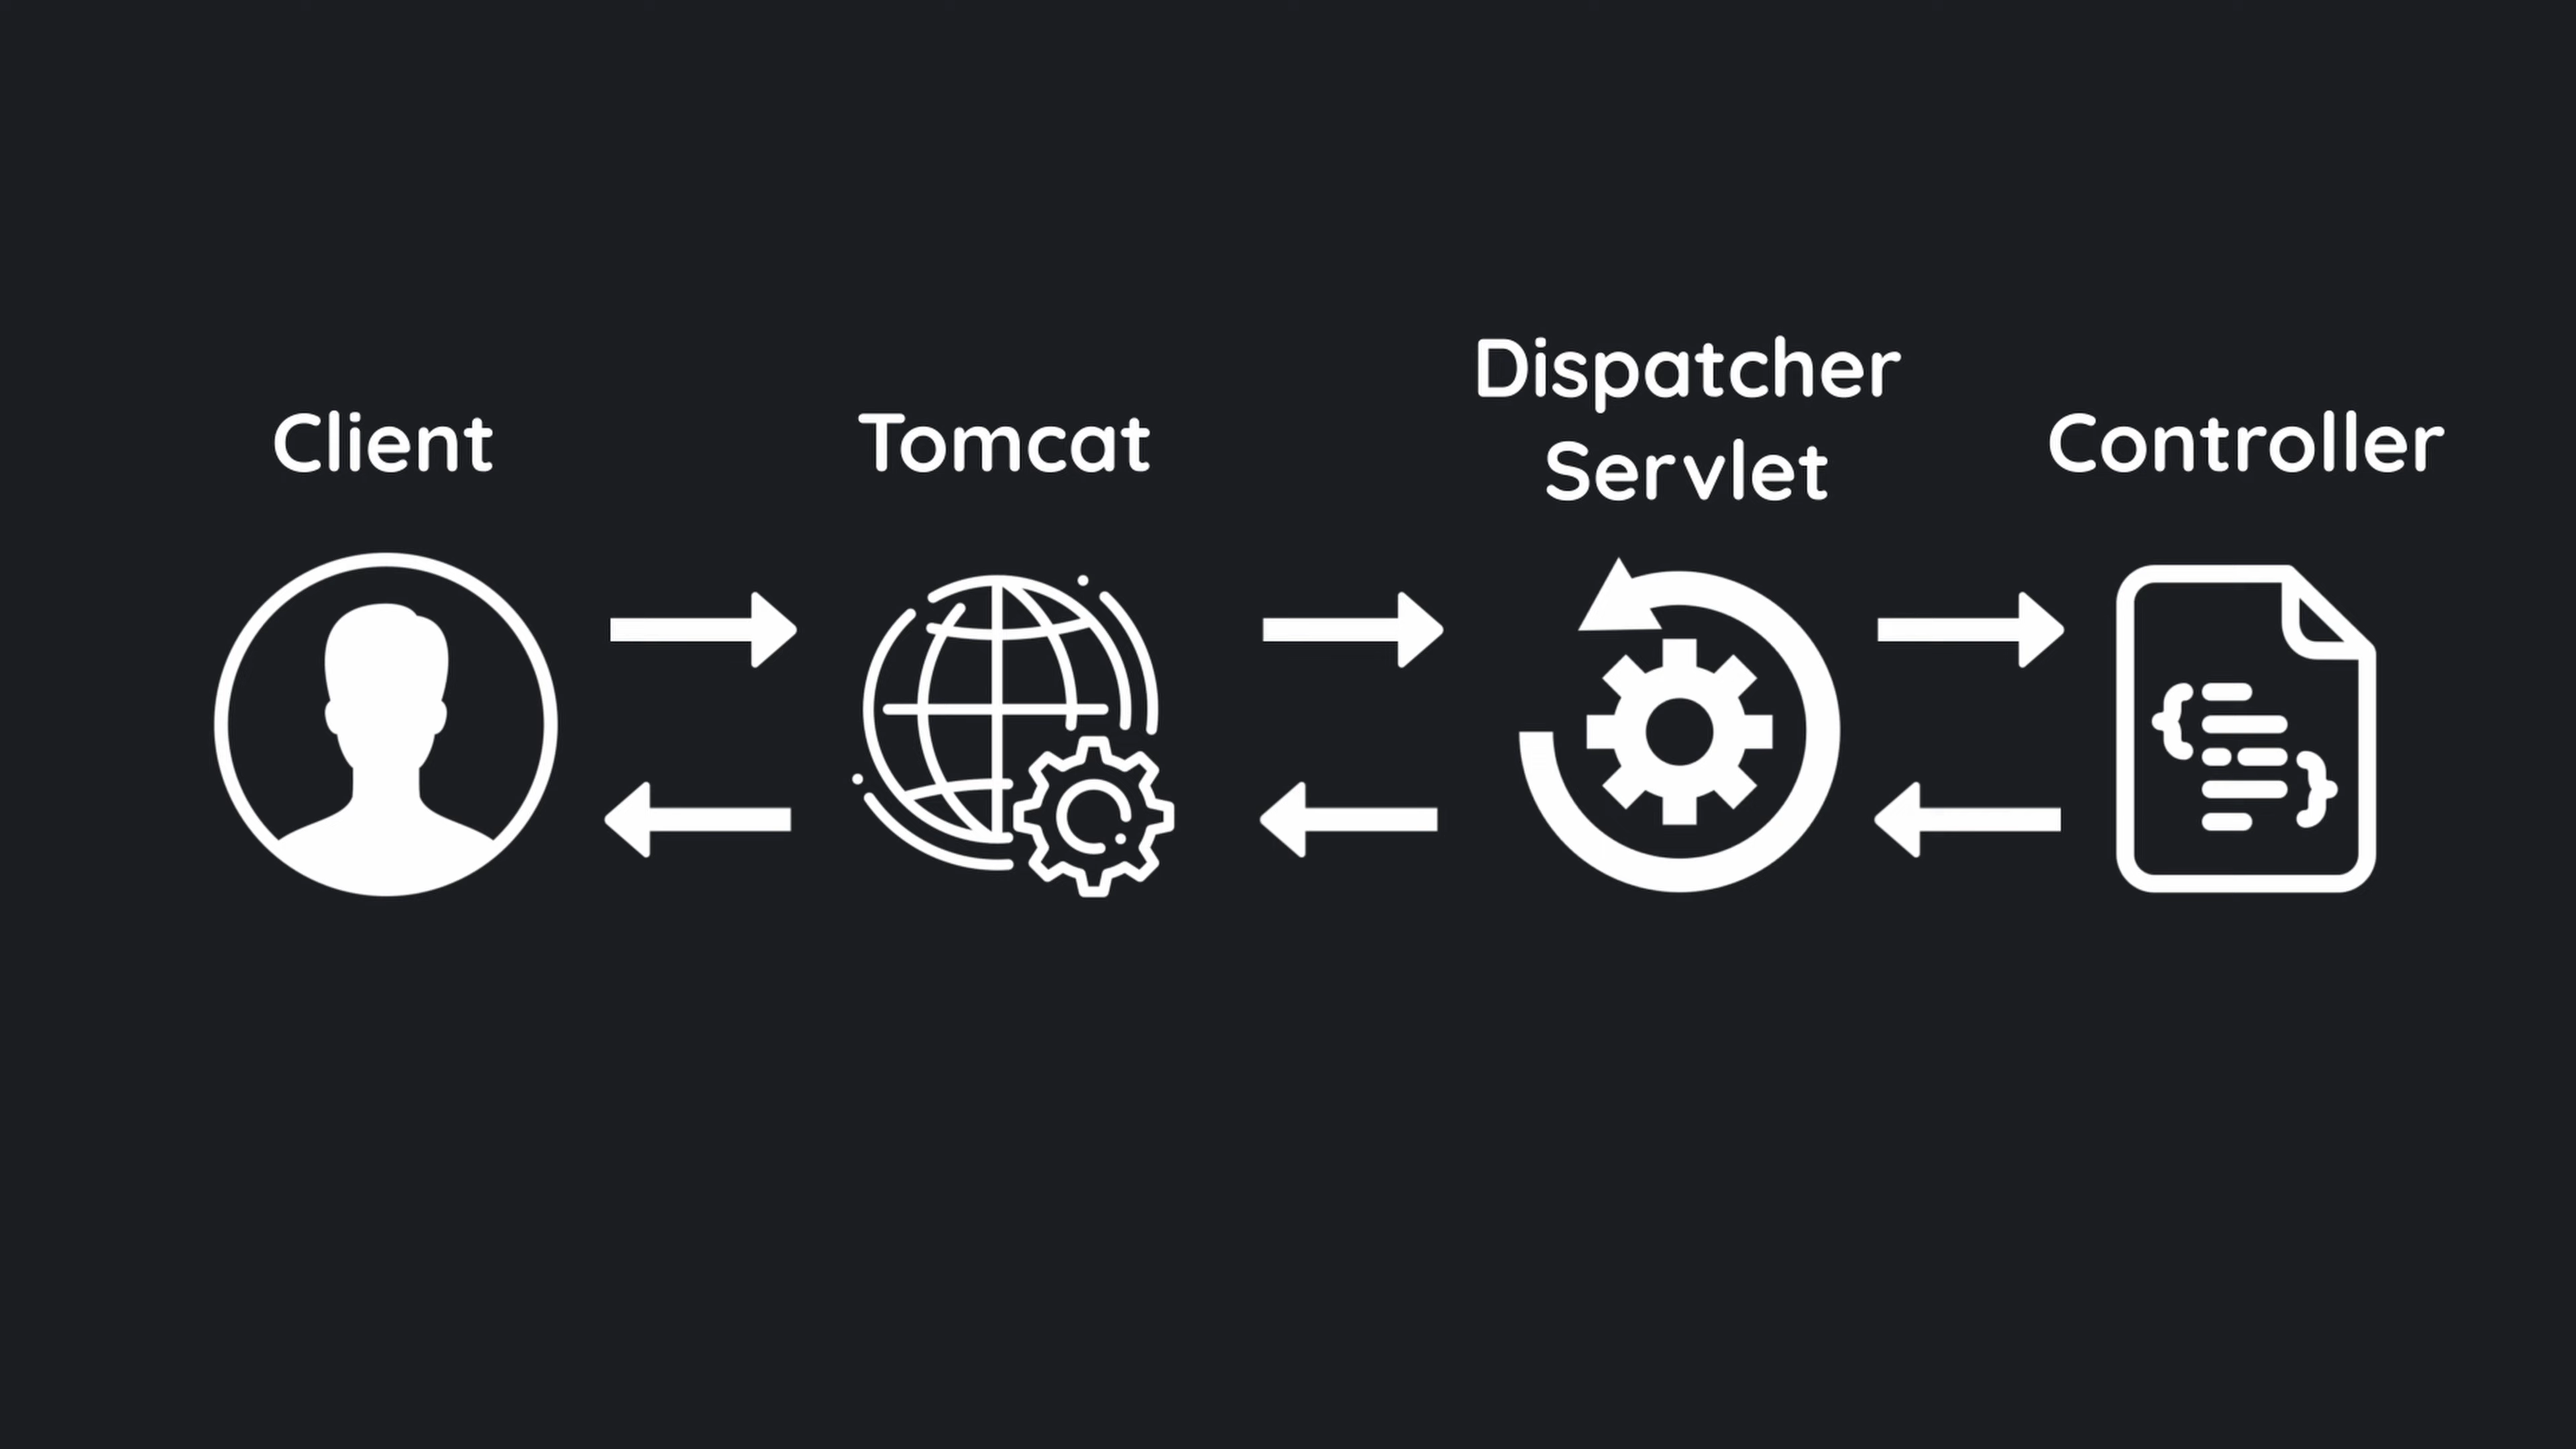 Client
Tomcat
Dispatcher
Servlet
Controller